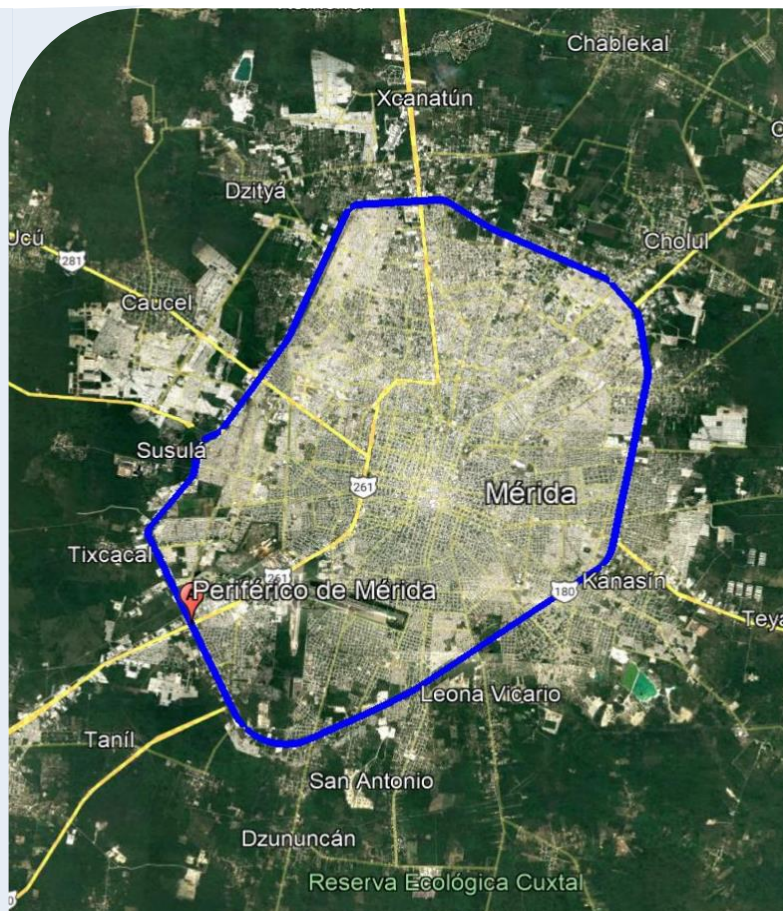 Chablekal
Xcanatún
Dzityá
Cholul
Ucú
281
Caucel
Susulá
261
Mérida
Tixcacal
261
Kanasín
Periférico de Mérida
180
Teya
Leona Vicario
Taníl
San Antonio
Dzununcán
Reserva Ecológica Cuxtal